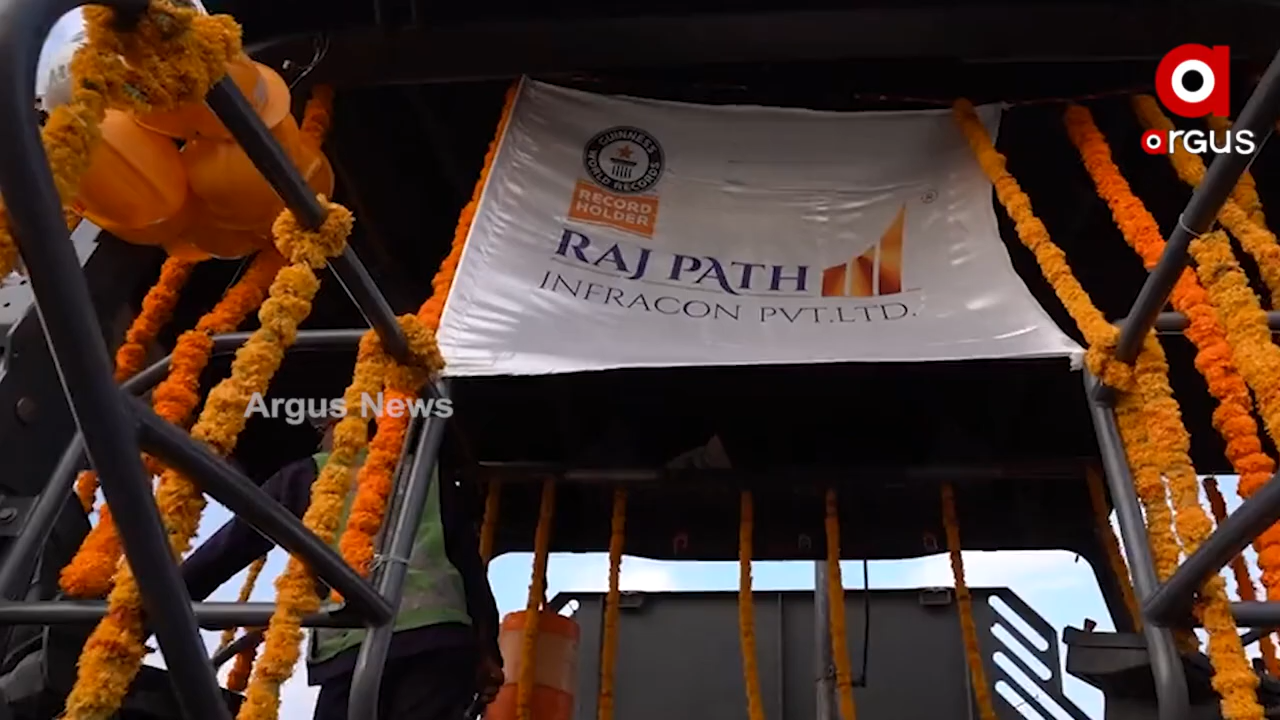 GUINNESS
WORLD RECORDS
RECORD
HOLDER
RAJ PATH
®
INFRACON PVT.LTD.
argus
Argus News